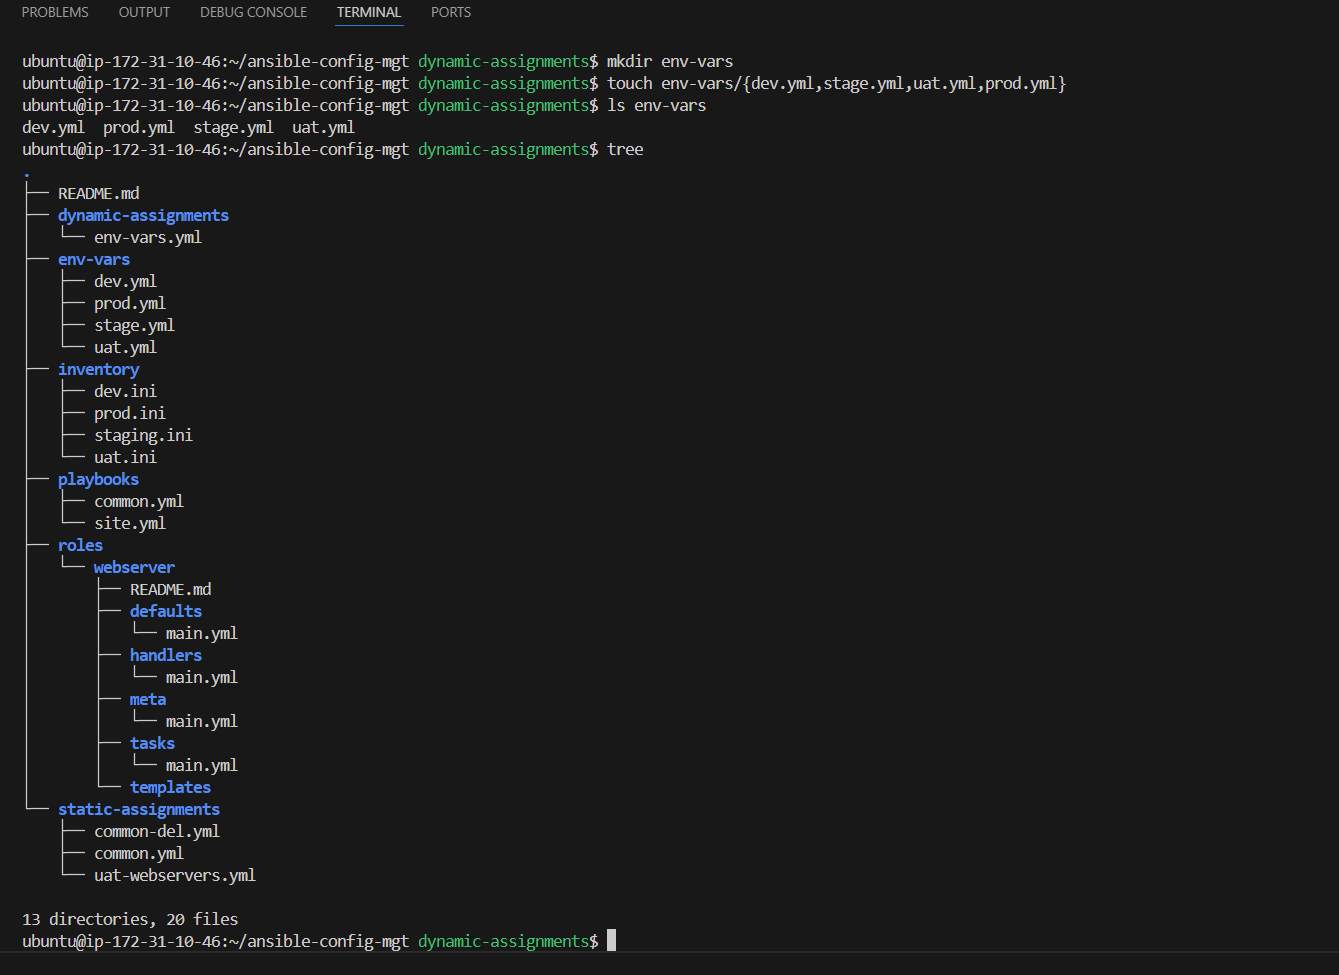 PROBLEMS OUTPUT DEBUG CONSOLE TERMINAL PORTS
ubuntu@ip-172-31-10-46:~/ansible-config-mgt dynamic-assignments$ mkdir env-vars
ubuntu@ip-172-31-10-46:~/ansible-config-mgt dynamic-assignments$ touch env-vars/{dev.yml,stage.yml,uat.yml,prod.yml}
ubuntu@ip-172-31-10-46:~/ansible-config-mgt dynamic-assignments$ ls env-vars
dev.yml  prod.yml  stage.yml  uat.yml
ubuntu@ip-172-31-10-46:~/ansible-config-mgt dynamic-assignments$ tree
.
├── README.md
├── dynamic-assignments
│   └── env-vars.yml
├── env-vars
│   ├── dev.yml
│   ├── prod.yml
│   ├── stage.yml
│   └── uat.yml
├── inventory
│   ├── dev.ini
│   ├── prod.ini
│   ├── staging.ini
│   └── uat.ini
├── playbooks
│   ├── common.yml
│   └── site.yml
├── roles
│   └── webserver
│       ├── README.md
│       ├── defaults
│       │   └── main.yml
│       ├── handlers
│       │   └── main.yml
│       ├── meta
│       │   └── main.yml
│       ├── tasks
│       │   └── main.yml
│       └── templates
└── static-assignments
    ├── common-del.yml
    ├── common.yml
    └── uat-webservers.yml
13 directories, 20 files
ubuntu@ip-172-31-10-46:~/ansible-config-mgt dynamic-assignments$